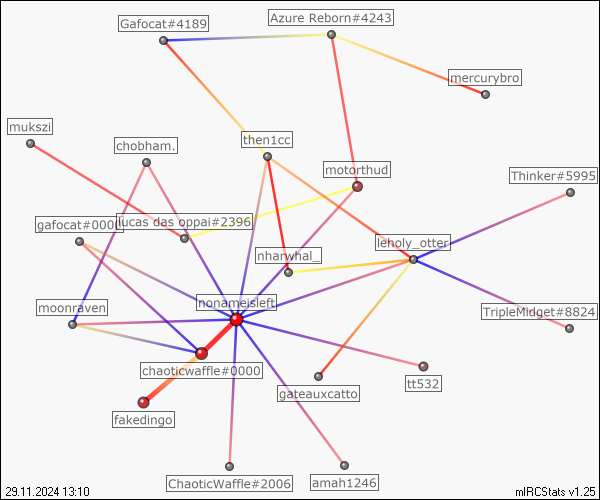 Gafocat#4189
Azure Reborn#4243
mercurybro
mukszi
chobham.
then1cc
motorthud
Thinker#5995
gafocat#0000
lucas das oppai#2396
leholy_otter
nharwhal_
moonraven
nonameisleft
TripleMidget#8824
chaoticwaffle#0000
gateauxcatto
tt532
fakedingo
ChaoticWaffle#2006
amah1246
29.11.2024 13:10
mIRCStats v1.25